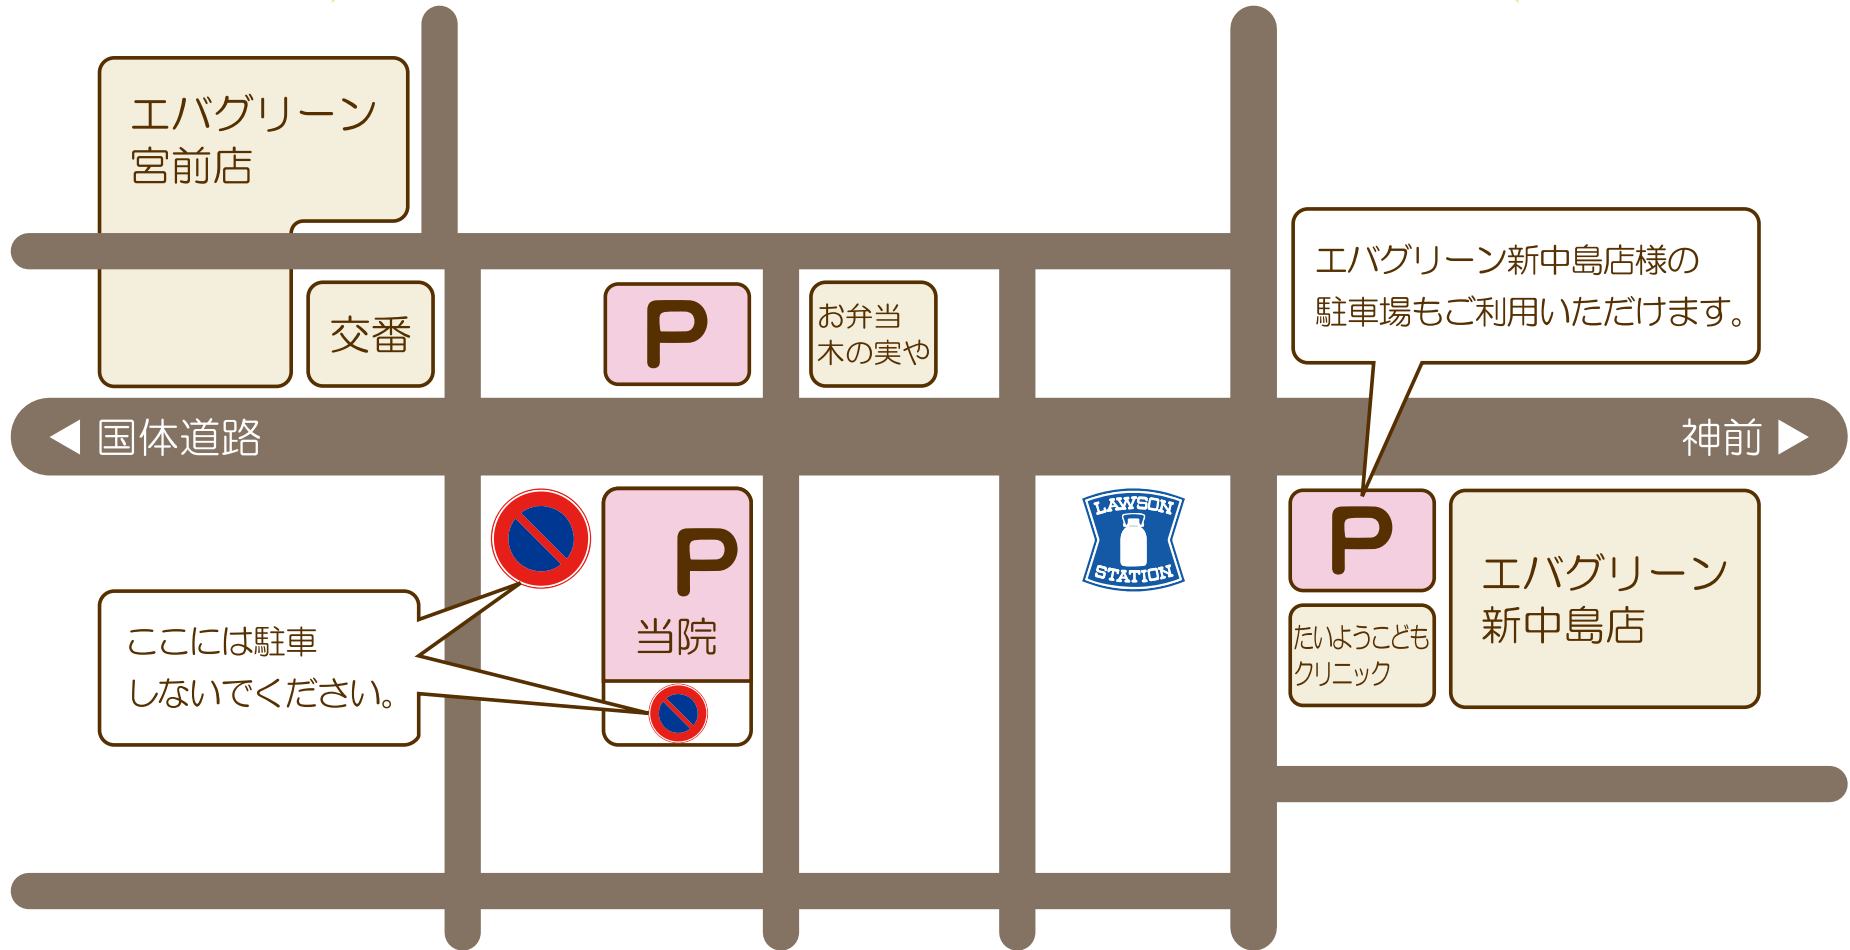 エバグリーン
宮前店
交番
P
お弁当
木の実や
エバグリーン新中島店様の
駐車場もご利用いただけます。
◀ 国体道路
神前 ▶
P
当院
LAWSON
STATION
P
エバグリーン
新中島店
たいようこども
クリニック
ここには駐車
しないでください。